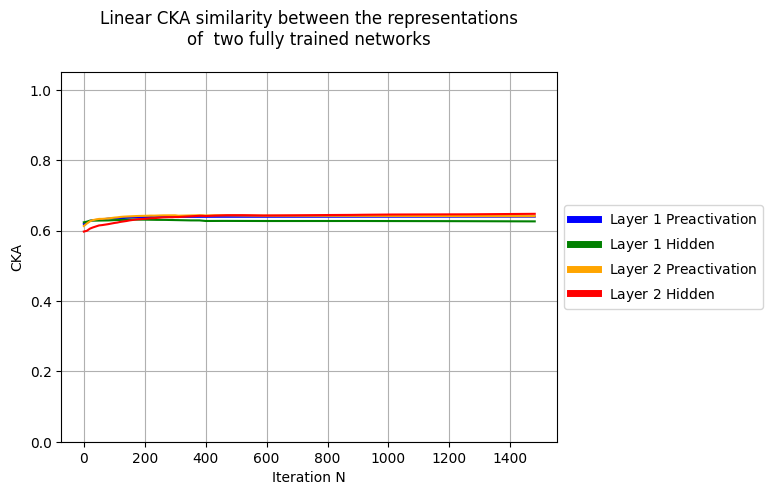 Linear CKA similarity between the representations
of  two fully trained networks
1.0
0.8
0.6
0.4
0.2
0.0
CKA
0 200 400 600 800 1000 1200 1400
Iteration N
Layer 1 Preactivation
Layer 1 Hidden
Layer 2 Preactivation
Layer 2 Hidden